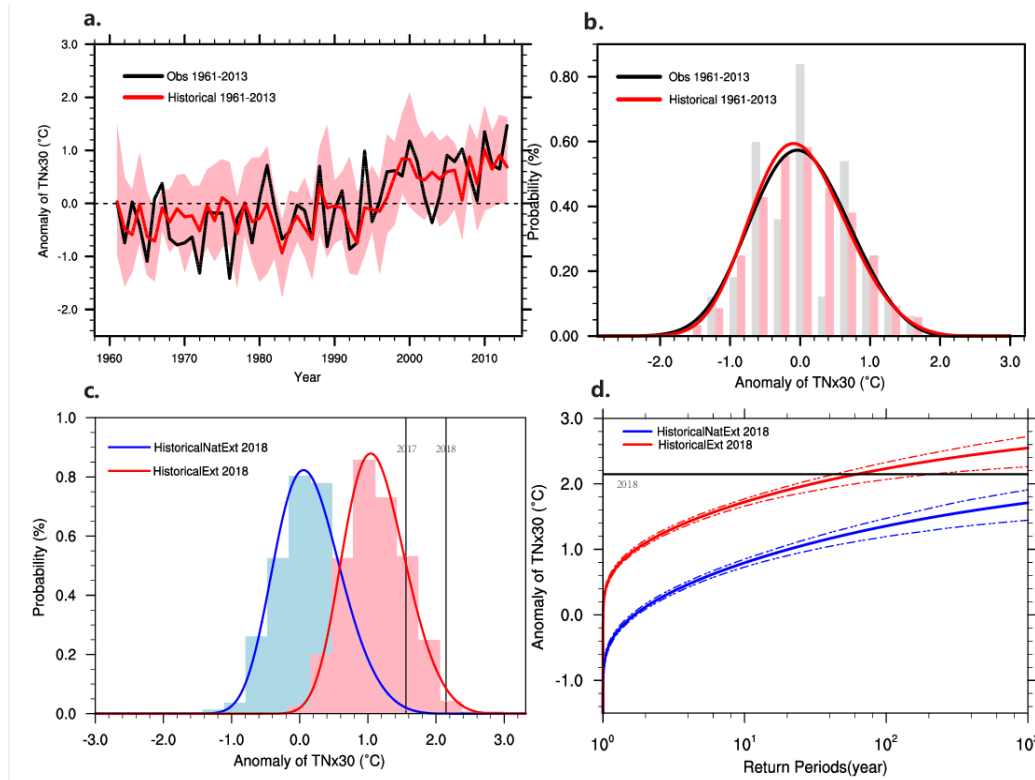 a.
Anomaly of TNx30 (°C)
3.0
2.0
1.0
0.0
-1.0
-2.0
Obs 1961-2013
Historical 1961-2013
1960 1970 1980 1990 2000 2010
Year
b.
Probability (%)
0.80
0.60
0.40
0.20
0.00
Obs 1961-2013
Historical 1961-2013
-2.0 -1.0 0.0 1.0 2.0 3.0
Anomaly of TNx30 (°C)
c.
Probability (%)
1.0
0.8
0.6
0.4
0.2
0.0
HistoricalNatExt 2018
HistoricalExt 2018
2017 2018
-3.0 -2.0 -1.0 0.0 1.0 2.0 3.0
Anomaly of TNx30 (°C)
d.
Anomaly of TNx30 (°C)
3.0
2.0
1.0
0.0
-1.0
HistoricalNatExt 2018
HistoricalExt 2018
2018
10⁰ 10¹ 10² 10³
Return Periods(year)